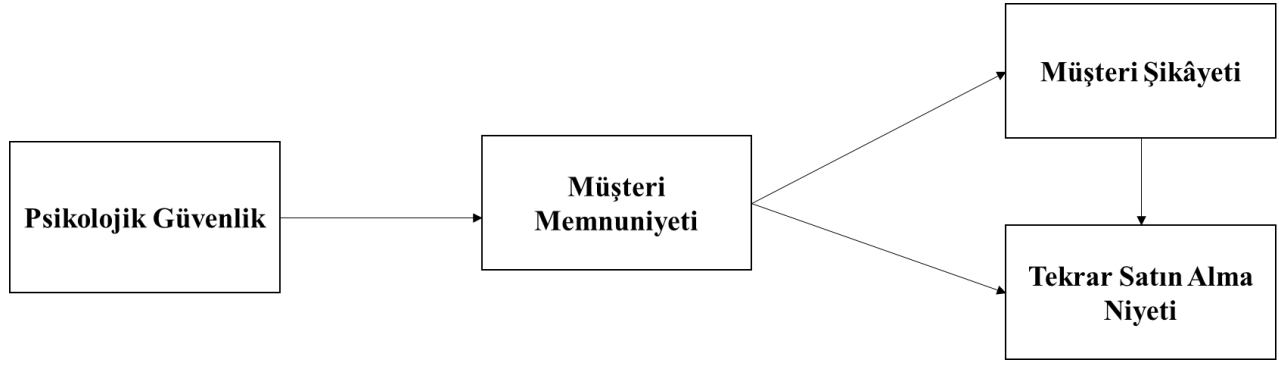 Müşteri Şikâyeti
Psikolojik Güvenlik
Müşteri
Memnuniyeti
Tekrar Satın Alma
Niyeti